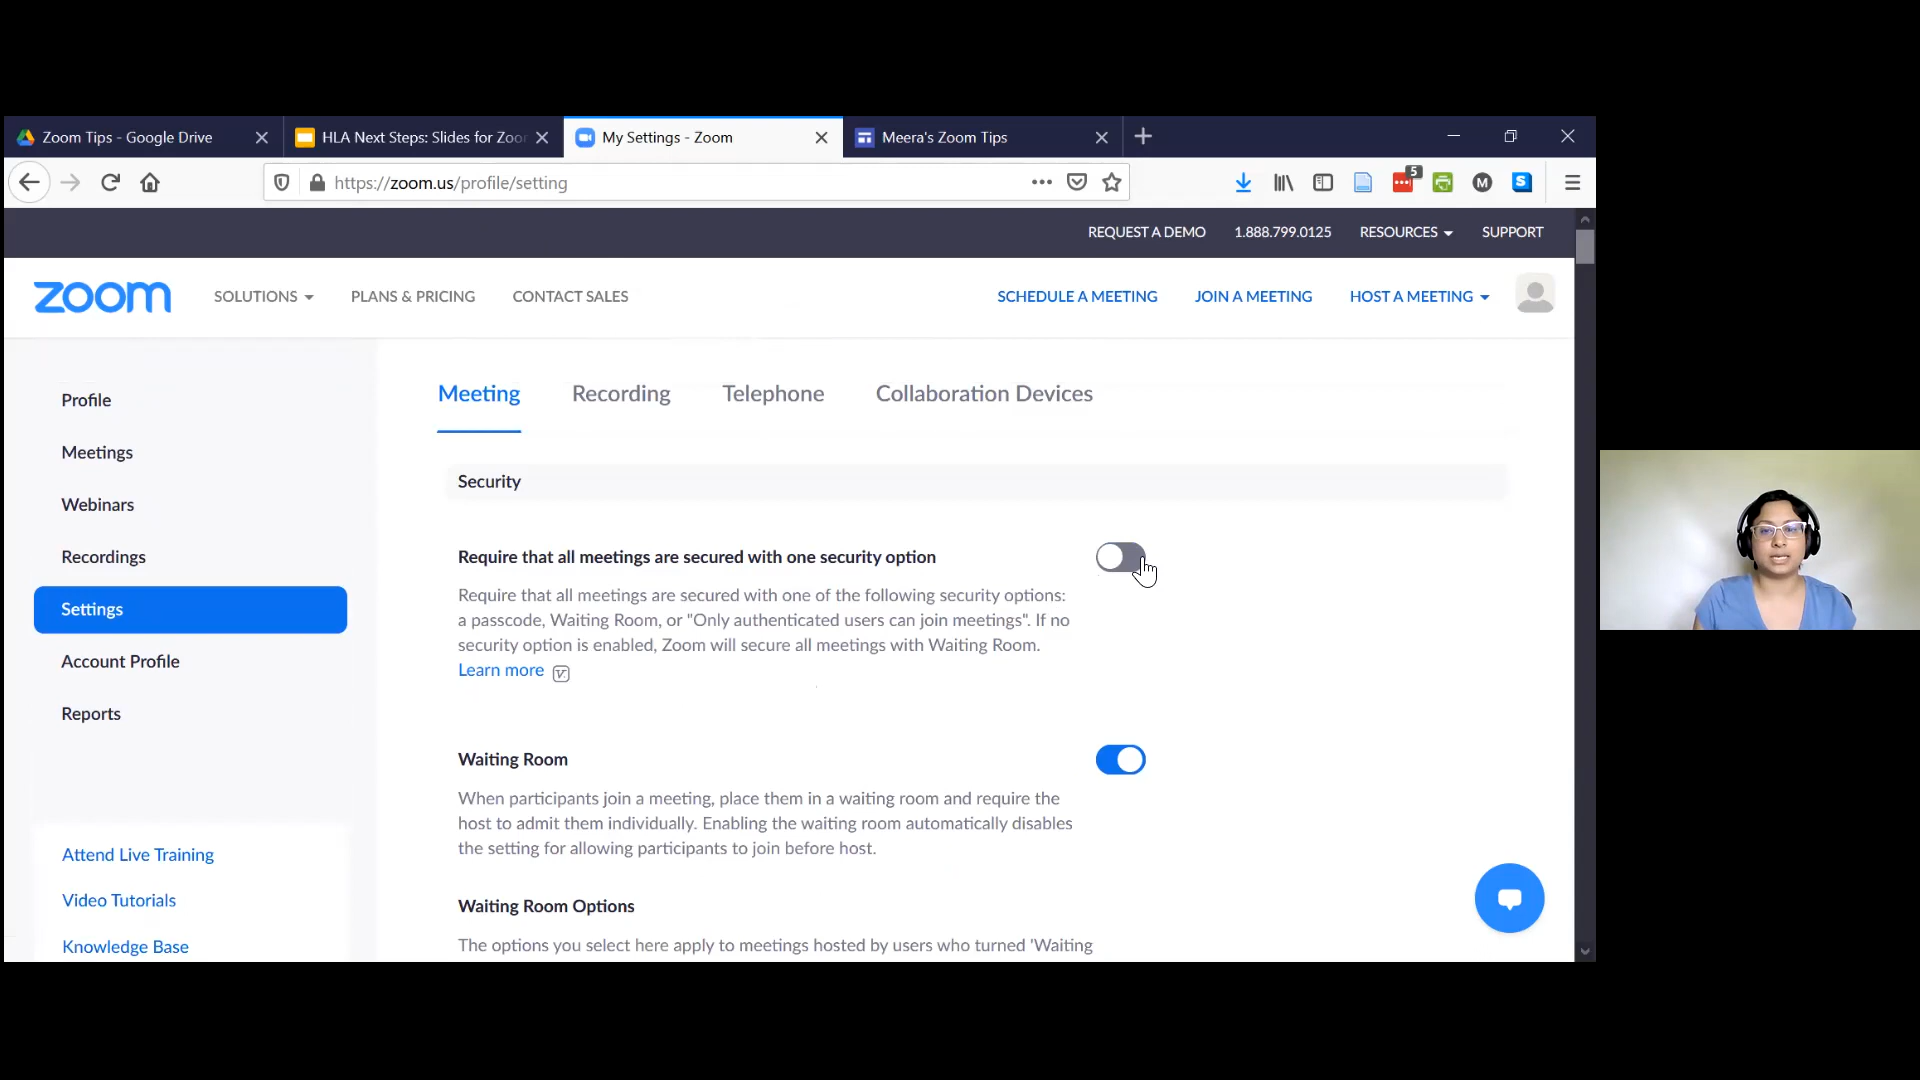 Zoom Tips - Google Drive
HLA Next Steps: Slides for Zoo
My Settings - Zoom
Meera's Zoom Tips
https://zoom.us/profile/setting
5
M
S
REQUEST A DEMO
1.888.799.0125
RESOURCES
SUPPORT
zoom
SOLUTIONS
PLANS & PRICING
CONTACT SALES
SCHEDULE A MEETING
JOIN A MEETING
HOST A MEETING
Profile
Meetings
Webinars
Recordings
Settings
Account Profile
Reports
Attend Live Training
Video Tutorials
Knowledge Base
Meeting
Recording
Telephone
Collaboration Devices
Security
Require that all meetings are secured with one security option
Require that all meetings are secured with one of the following security options:
a passcode, Waiting Room, or "Only authenticated users can join meetings". If no
security option is enabled, Zoom will secure all meetings with Waiting Room.
Learn more
Waiting Room
When participants join a meeting, place them in a waiting room and require the
host to admit them individually. Enabling the waiting room automatically disables
the setting for allowing participants to join before host.
Waiting Room Options
The options you select here apply to meetings hosted by users who turned 'Waiting